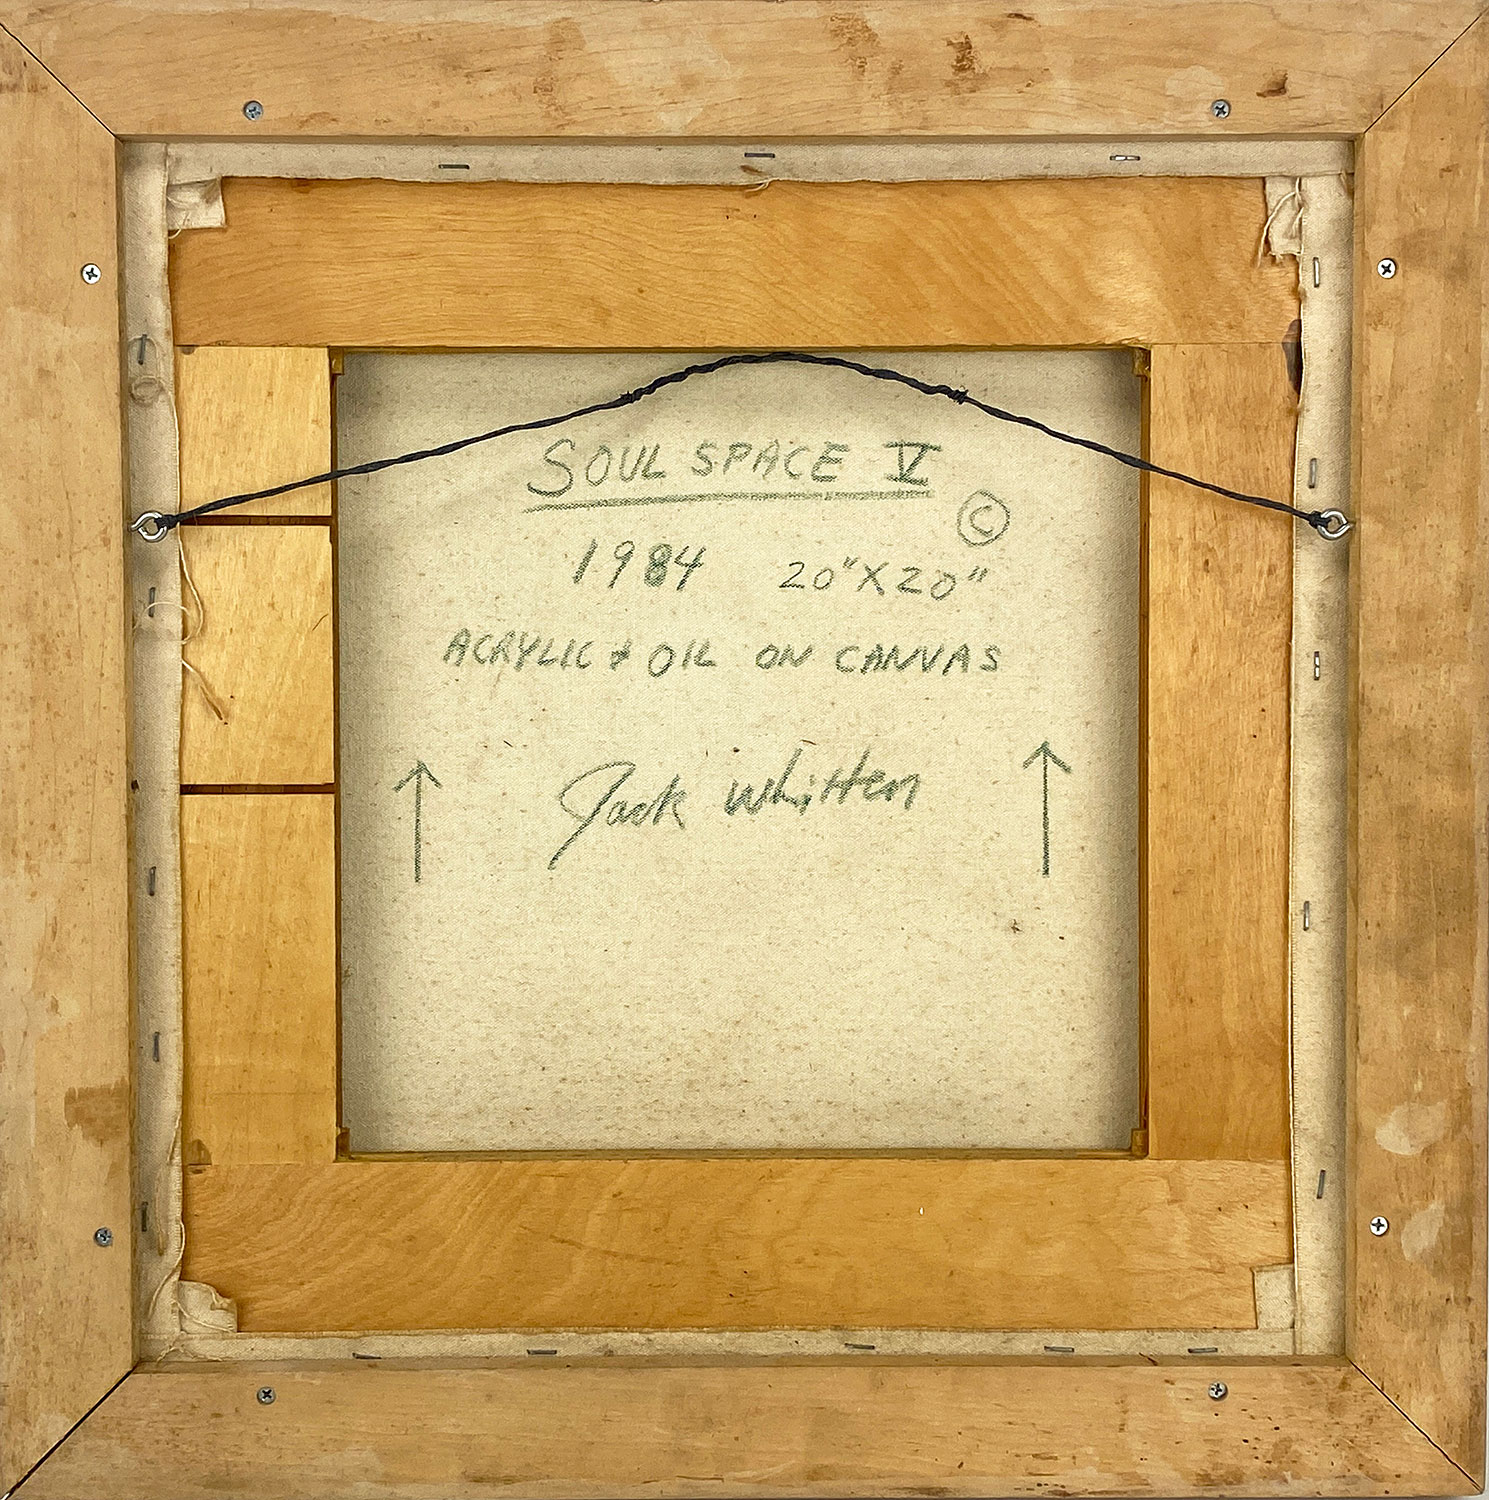 SOUL SPACE V
©
1984 20"X20"
ACRYLIC + OIL ON CANVAS
Jack Whitten